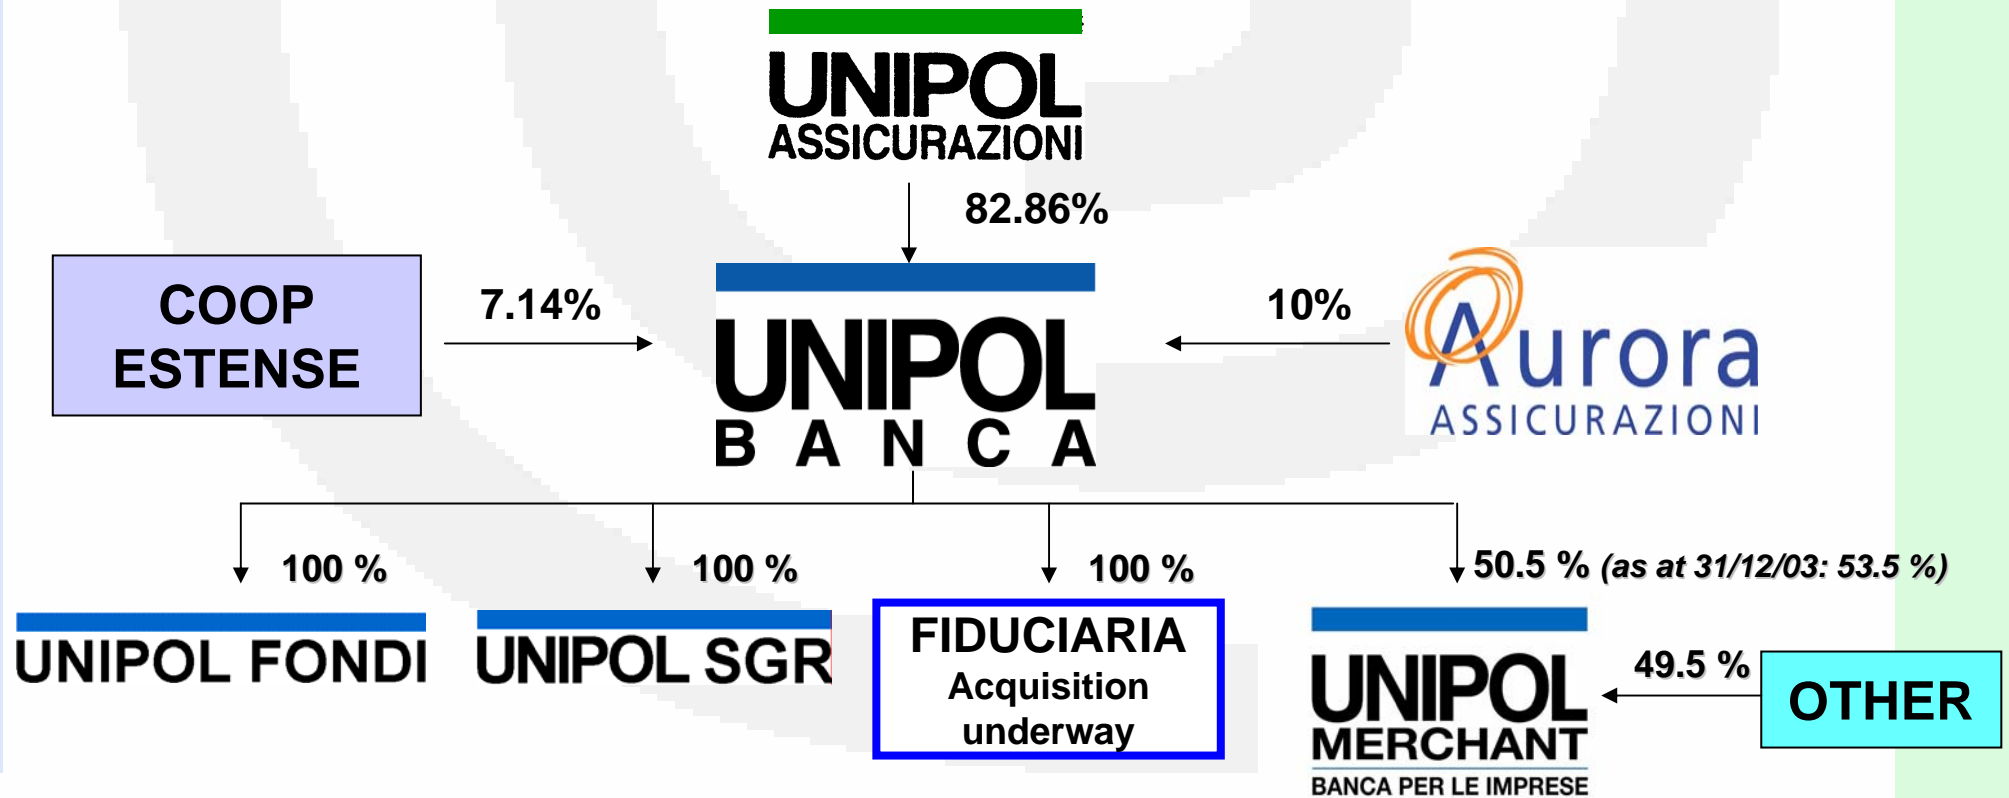 UNIPOL
ASSICURAZIONI
82.86%
COOP
ESTENSE
7.14%
UNIPOL
BANCA
10%
Aurora
ASSICURAZIONI
100 %
100 %
100 %
50.5 % (as at 31/12/03: 53.5 %)
UNIPOL FONDI
UNIPOL SGR
FIDUCIARIA
Acquisition
underway
UNIPOL
MERCHANT
BANCA PER LE IMPRESE
49.5 %
OTHER